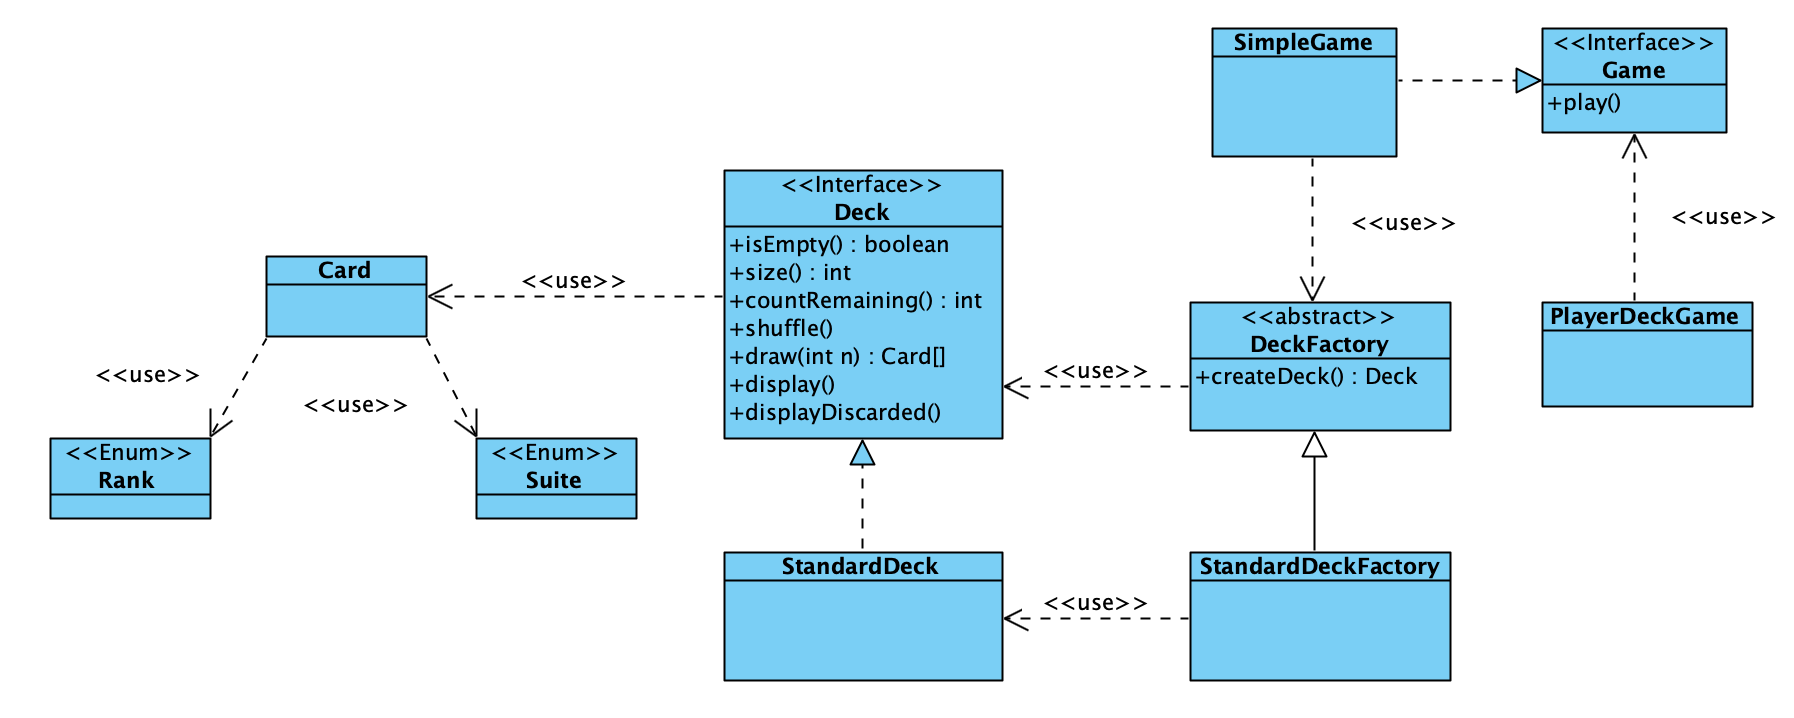 SimpleGame
<<Interface>>
Game
+play()
<<use>>
<<use>>
<<Interface>>
Deck
+isEmpty() : boolean
+size() : int
+countRemaining() : int
+shuffle()
+draw(int n) : Card[]
+display()
+displayDiscarded()
Card
<<use>>
<<use>>
<<use>>
<<Enum>>
Rank
<<Enum>>
Suite
<<abstract>>
DeckFactory
+createDeck() : Deck
<<use>>
PlayerDeckGame
StandardDeck
<<use>>
StandardDeckFactory